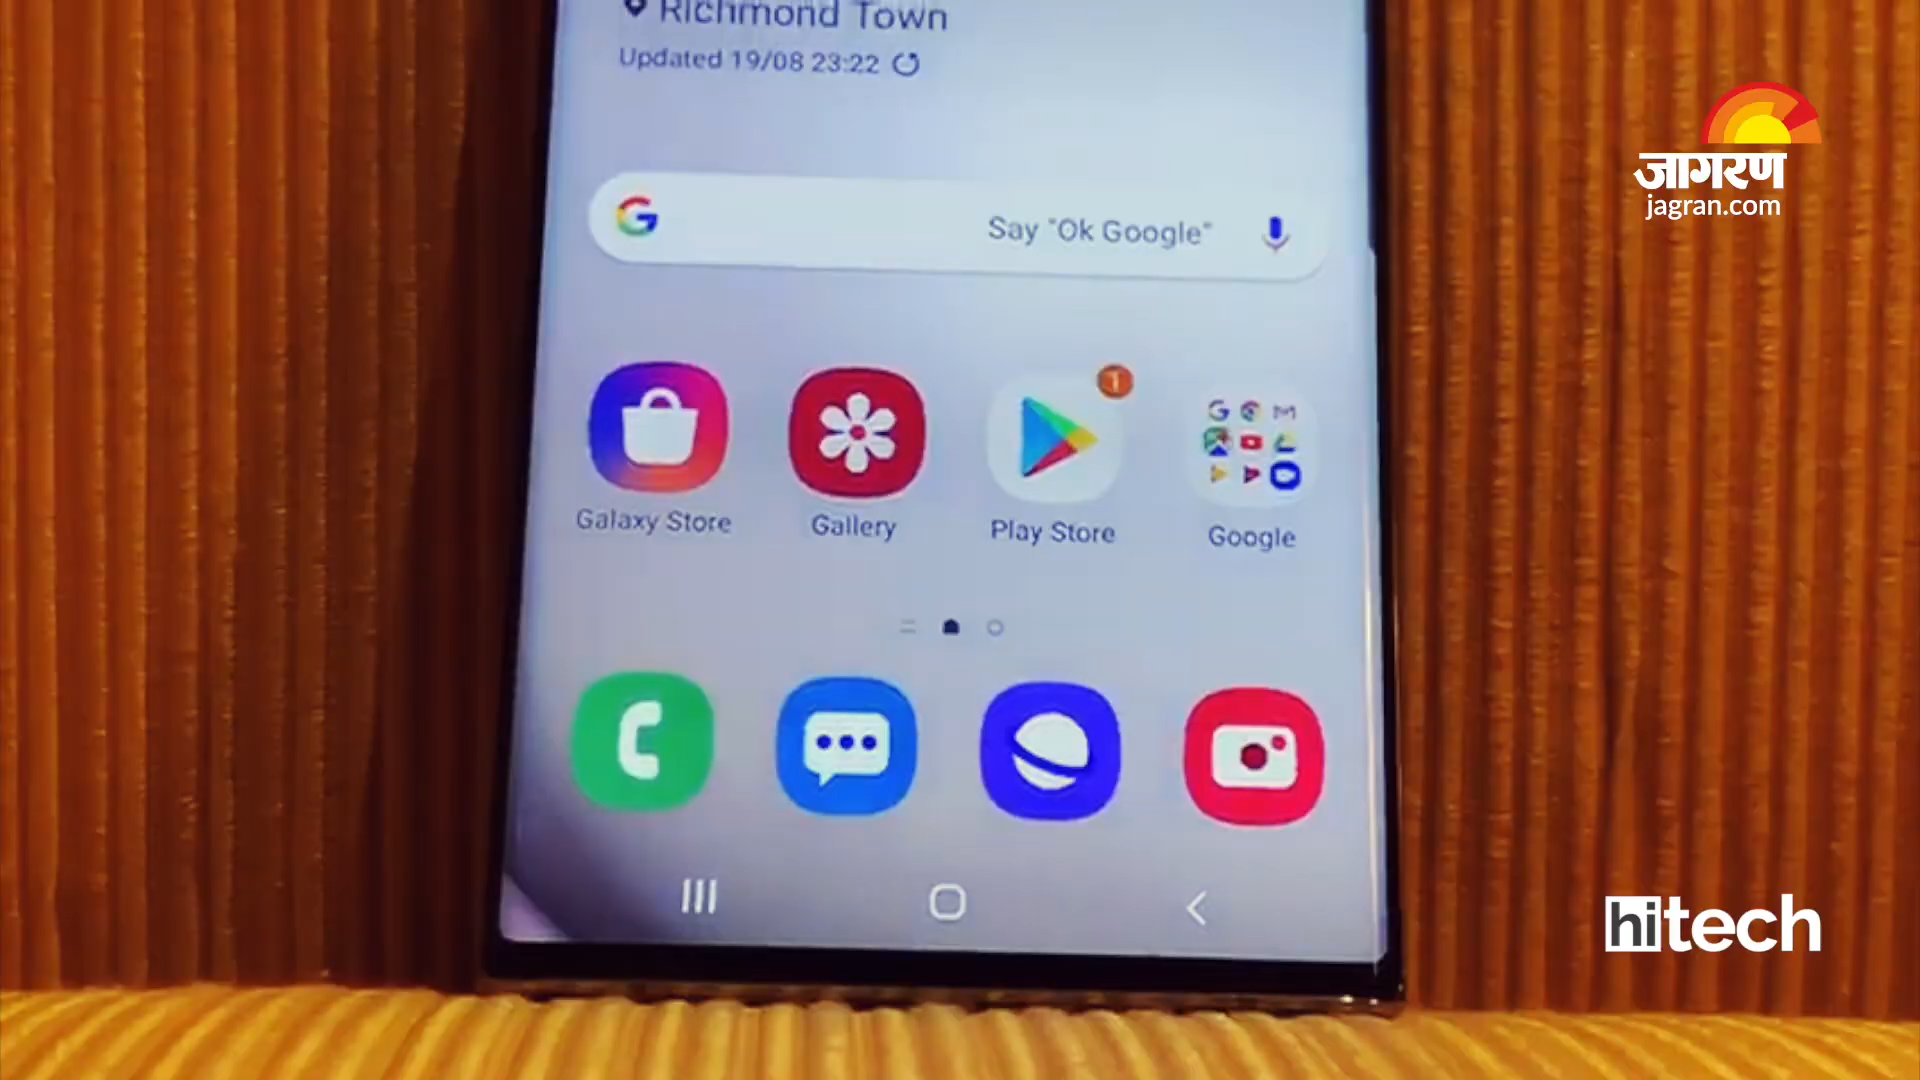 Richmond Town
Updated 19/08 23:22
जागरण
jagran.com
Say "Ok Google"
1
Galaxy Store
Gallery
Play Store
Google
hitech